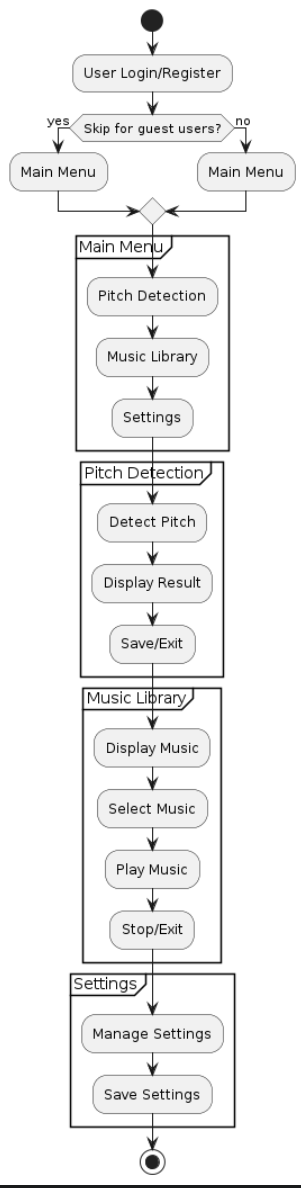 User Login/Register
yes
Skip for guest users?
no
Main Menu
Main Menu
Main Menu
Pitch Detection
Music Library
Settings
Pitch Detection
Detect Pitch
Display Result
Save/Exit
Music Library
Display Music
Select Music
Play Music
Stop/Exit
Settings
Manage Settings
Save Settings